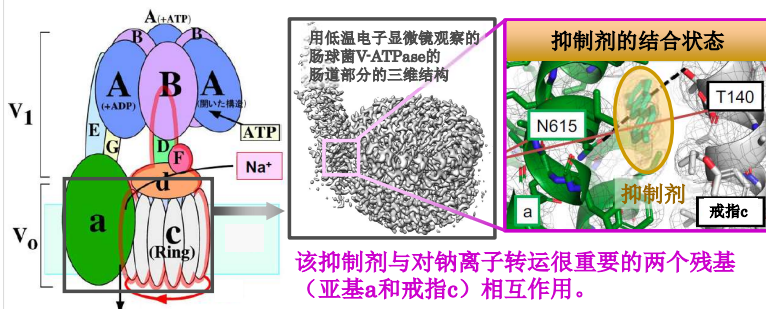 A(+ATP)
B
B
A
(+ADP)
B
A
(開いた構造)
V1
ATP
E
G
D
F
Na⁺
d
a
c
(Ring)
Vo
用低温电子显微镜观察的
肠球菌V-ATPase的
肠道部分的三维结构
抑制剂的结合状态
T140
N615
抑制剂
a
戒指c
该抑制剂与对钠离子转运很重要的两个残基
（亚基a和戒指c）相互作用。